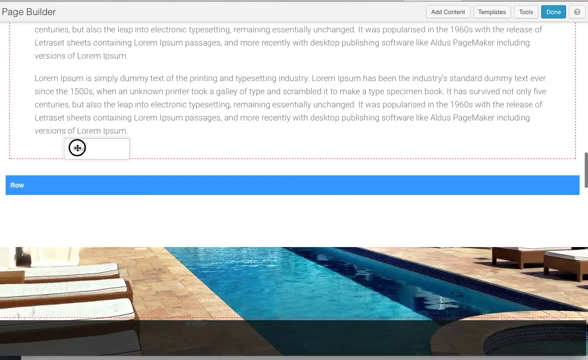 Page Builder
Add Content
Templates
Tools
Done
?
centuries, but also the leap into electronic typesetting, remaining essentially unchanged. It was popularised in the 1960s with the release of
Letraset sheets containing Lorem Ipsum passages, and more recently with desktop publishing software like Aldus PageMaker including
versions of Lorem Ipsum.
Lorem Ipsum is simply dummy text of the printing and typesetting industry. Lorem Ipsum has been the industry's standard dummy text ever
since the 1500s, when an unknown printer took a galley of type and scrambled it to make a type specimen book. It has survived not only five
centuries, but also the leap into electronic typesetting, remaining essentially unchanged. It was popularised in the 1960s with the release of
Letraset sheets containing Lorem Ipsum passages, and more recently with desktop publishing software like Aldus PageMaker including
versions of Lorem Ipsum.
Row